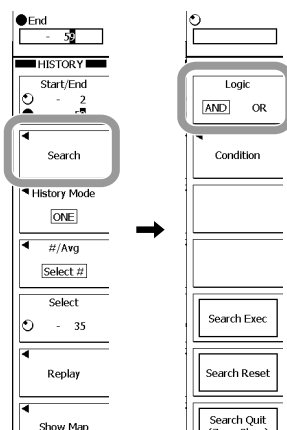 End
- 59
HISTORY
Start/End
- 2
Search
History Mode
ONE
#/Avg
Select #
Select
- 35
Replay
Show Map
Logic
AND OR
Condition
Search Exec
Search Reset
Search Quit